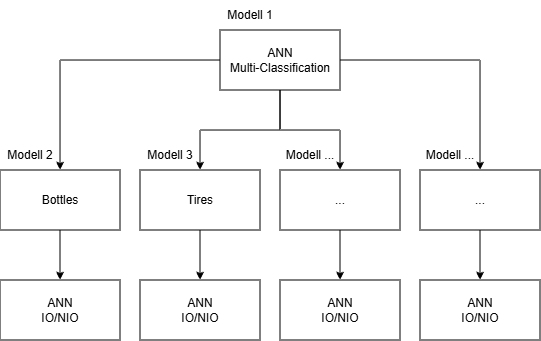 Modell 1
ANN
Multi-Classification
Modell 2
Modell 3
Modell ...
Modell ...
Bottles
Tires
...
...
ANN
IO/NIO
ANN
IO/NIO
ANN
IO/NIO
ANN
IO/NIO